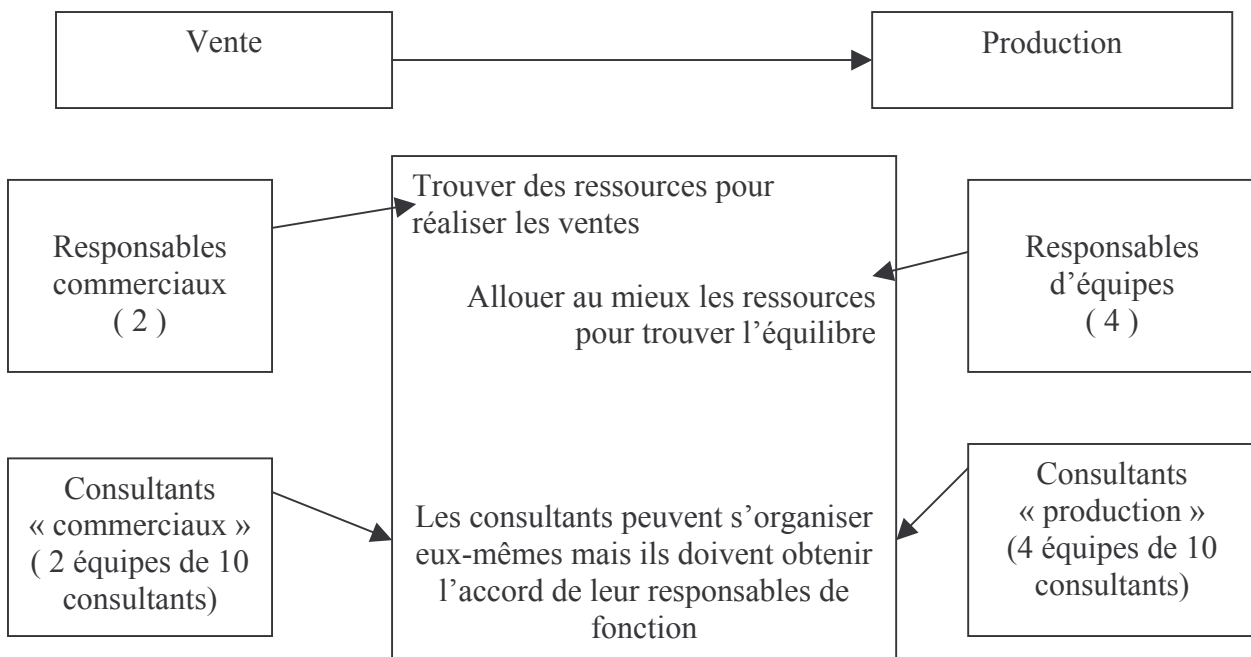 Vente
Production
Trouver des ressources pour
réaliser les ventes
Responsables
commerciaux
( 2 )
Allouer au mieux les ressources
pour trouver l’équilibre
Responsables
d’équipes
( 4 )
Consultants
« commerciaux »
( 2 équipes de 10
consultants)
Les consultants peuvent s’organiser
eux-mêmes mais ils doivent obtenir
l’accord de leur responsables de
fonction
Consultants
« production »
(4 équipes de 10
consultants)